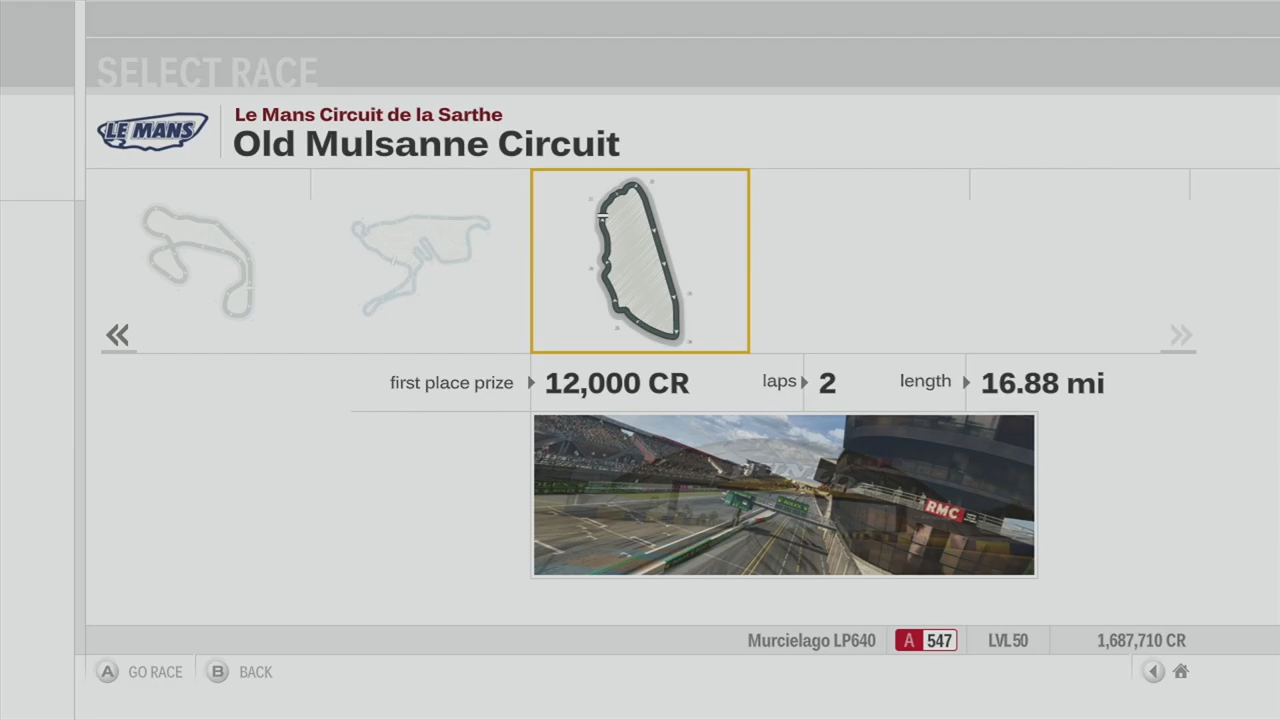 SELECT RACE
LE MANS
Le Mans Circuit de la Sarthe
Old Mulsanne Circuit
first place prize
12,000 CR
laps
2
length
16.88 mi
RMC
Murcielago LP640
A 547
LVL50
1,687,710 CR
A GO RACE
B BACK